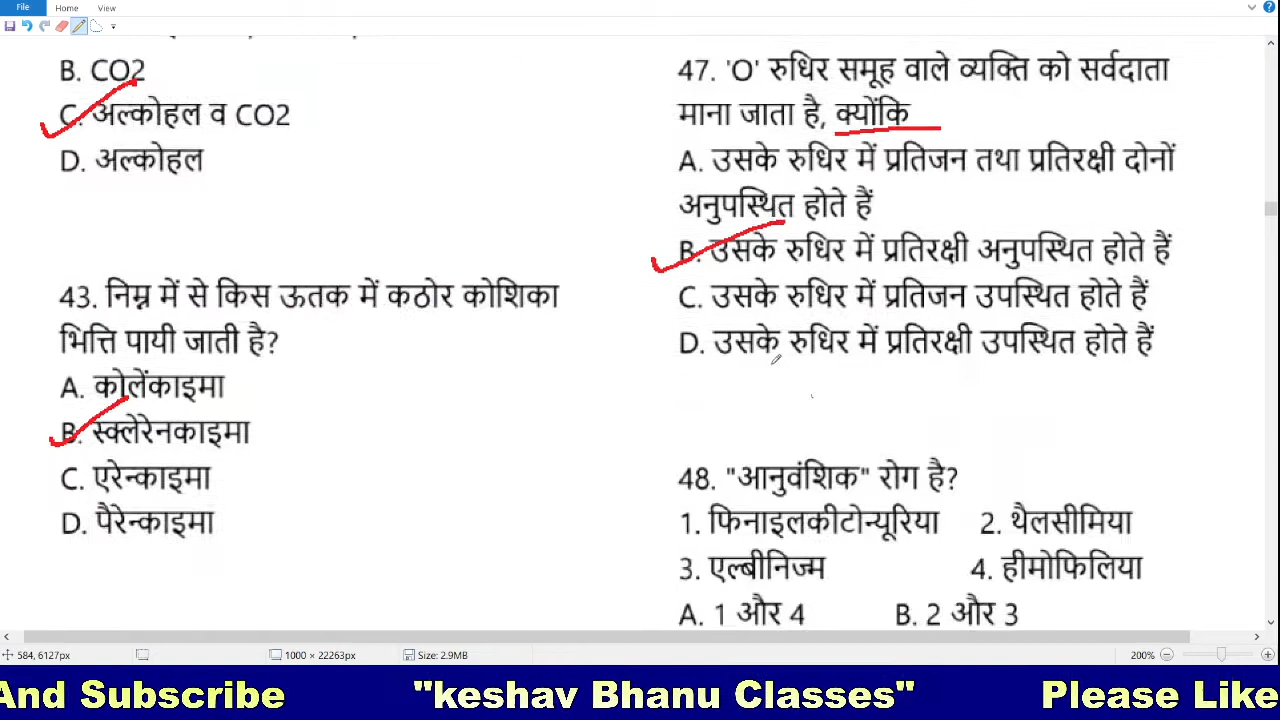 File Home View
B. CO2
C. अल्कोहल व CO2
D. अल्कोहल
43. निम्न में से किस ऊतक में कठोर कोशिका
भित्ति पायी जाती है?
A. कोलेंकाइमा
B. स्क्लेरेनकाइमा
C. एरेन्काइमा
D. पैरेन्काइमा
47. 'O' रुधिर समूह वाले व्यक्ति को सर्वदाता
माना जाता है, क्योंकि
A. उसके रुधिर में प्रतिजन तथा प्रतिरक्षी दोनों
अनुपस्थित होते हैं
B. उसके रुधिर में प्रतिरक्षी अनुपस्थित होते हैं
C. उसके रुधिर में प्रतिजन उपस्थित होते हैं
D. उसके रुधिर में प्रतिरक्षी उपस्थित होते हैं
48. "आनुवंशिक" रोग है?
1. फिनाइलकीटोन्यूरिया 2. थैलसीमिया
3. एल्बीनिज्म 4. हीमोफिलिया
A. 1 और 4 B. 2 और 3
584, 6127px 1000 × 22263px Size: 2.9MB 200%
And Subscribe "keshav Bhanu Classes" Please Like